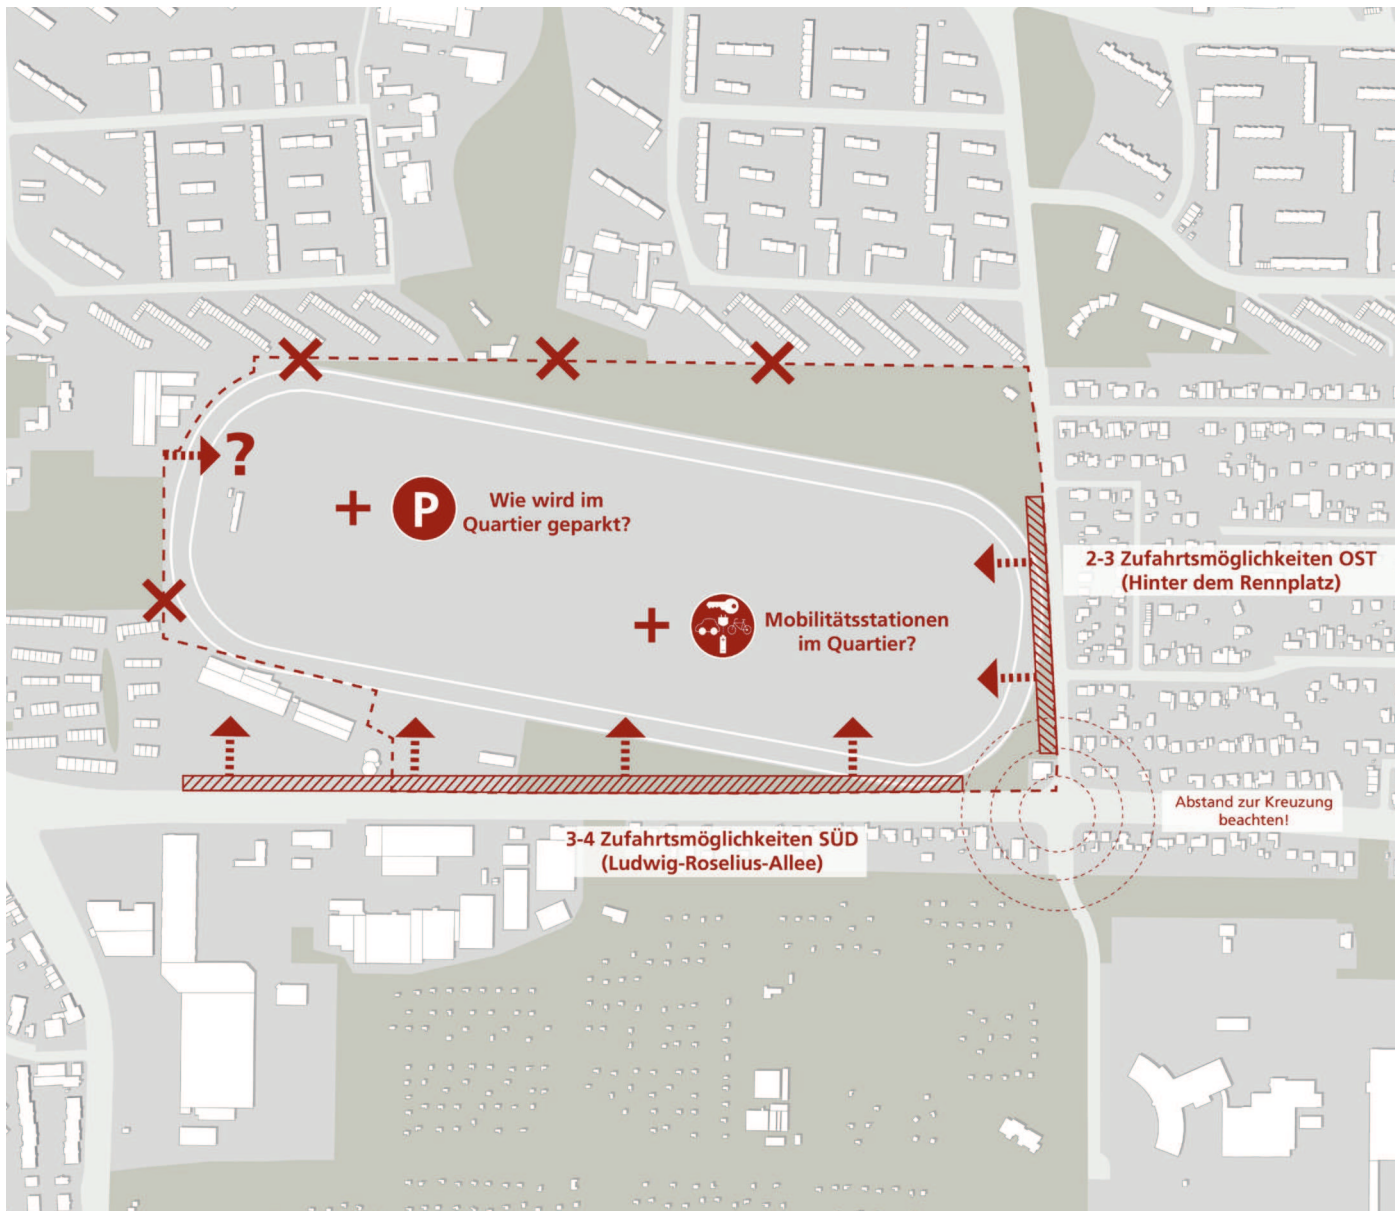 ?
+ P Wie wird im
Quartier geparkt?
2-3 Zufahrtsmöglichkeiten OST
(Hinter dem Rennplatz)
+ Mobilitätsstationen
im Quartier?
Abstand zur Kreuzung
beachten!
3-4 Zufahrtsmöglichkeiten SÜD
(Ludwig-Roselius-Allee)